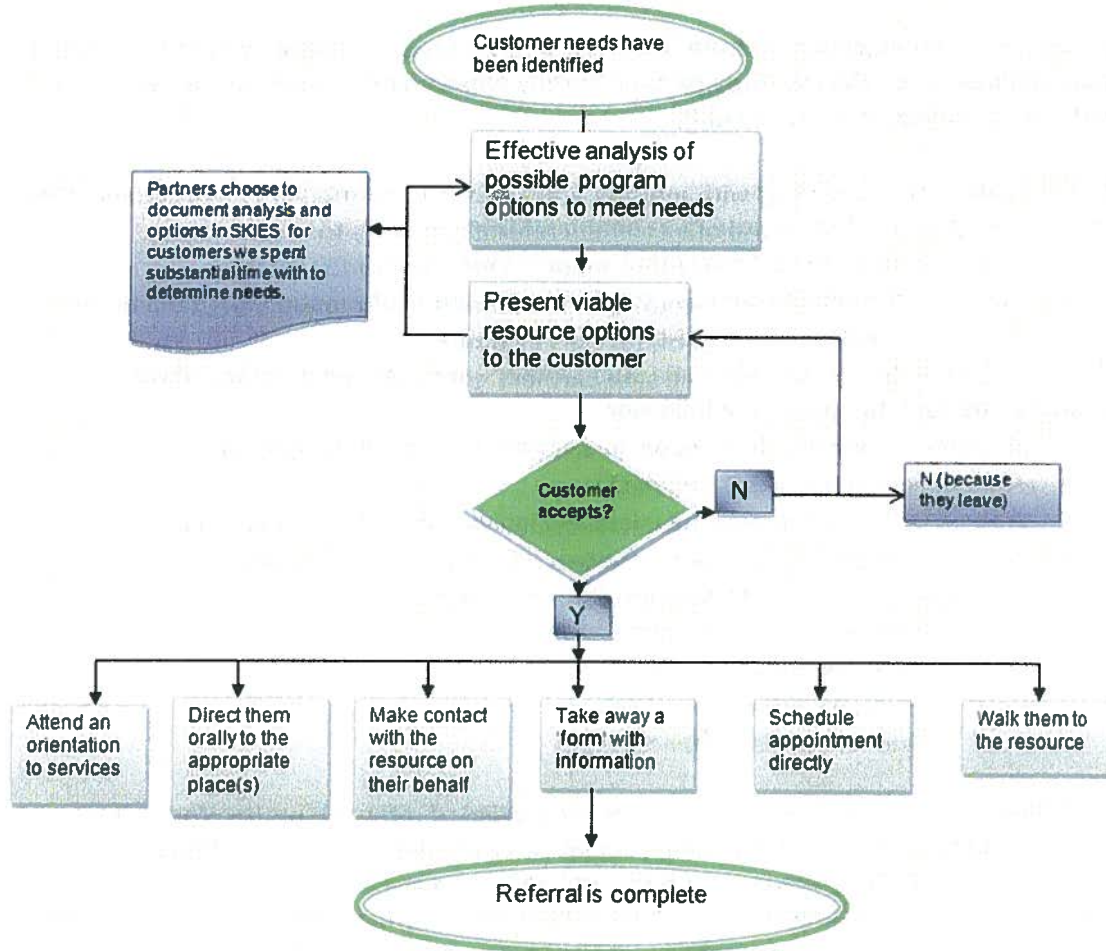 Customer needs have
been identified
Effective analysis of
possible program
options to meet needs
Partners choose to
document analysis and
options in SKIES for
customers we spent
substantial time with to
determine needs.
Present viable
resource options
to the customer
Customer
accepts?
N
N (because
they leave)
Y
Attend an
orientation
to services
Direct them
orally to the
appropriate
place(s)
Make contact
with the
resource on
their behalf
Take away a
'form' with
information
Schedule
appointment
directly
Walk them to
the resource
Referral is complete